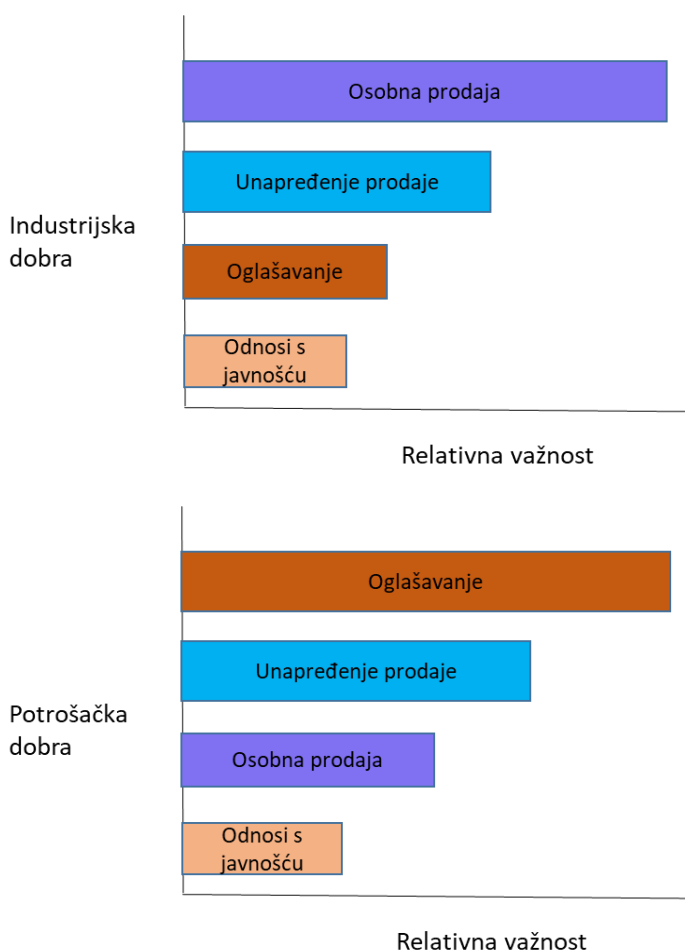 Osobna prodaja
Unapređenje prodaje
Industrijska
dobra
Oglašavanje
Odnosi s
javnošću
Relativna važnost
Oglašavanje
Unapređenje prodaje
Potrošačka
dobra
Osobna prodaja
Odnosi s
javnošću
Relativna važnost